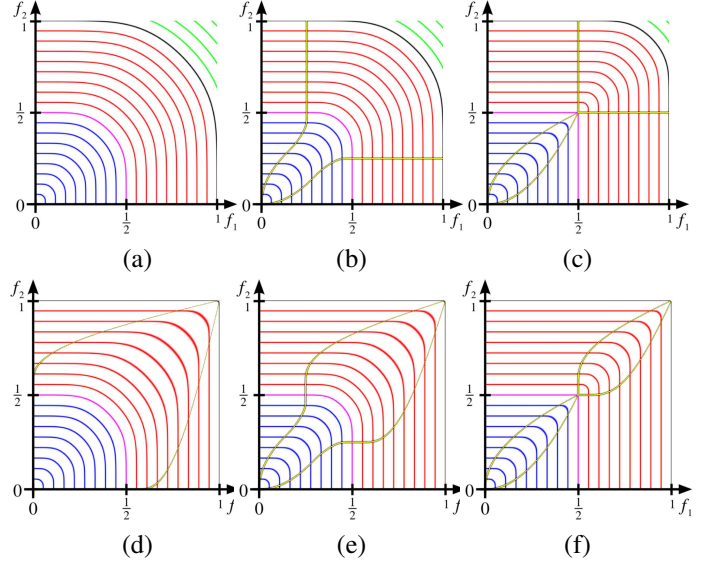 f₂ f₂ f₂
1 1 1
1/2 1/2 1/2
0 0 0
0 1/2 1 f₁ 0 1/2 1 f₁ 0 1/2 1 f₁
(a) (b) (c)
f₂ f₂ f₂
1 1 1
1/2 1/2 1/2
0 0 0
0 1/2 1 f 0 1/2 1 f 0 1/2 1 f₁
(d) (e) (f)